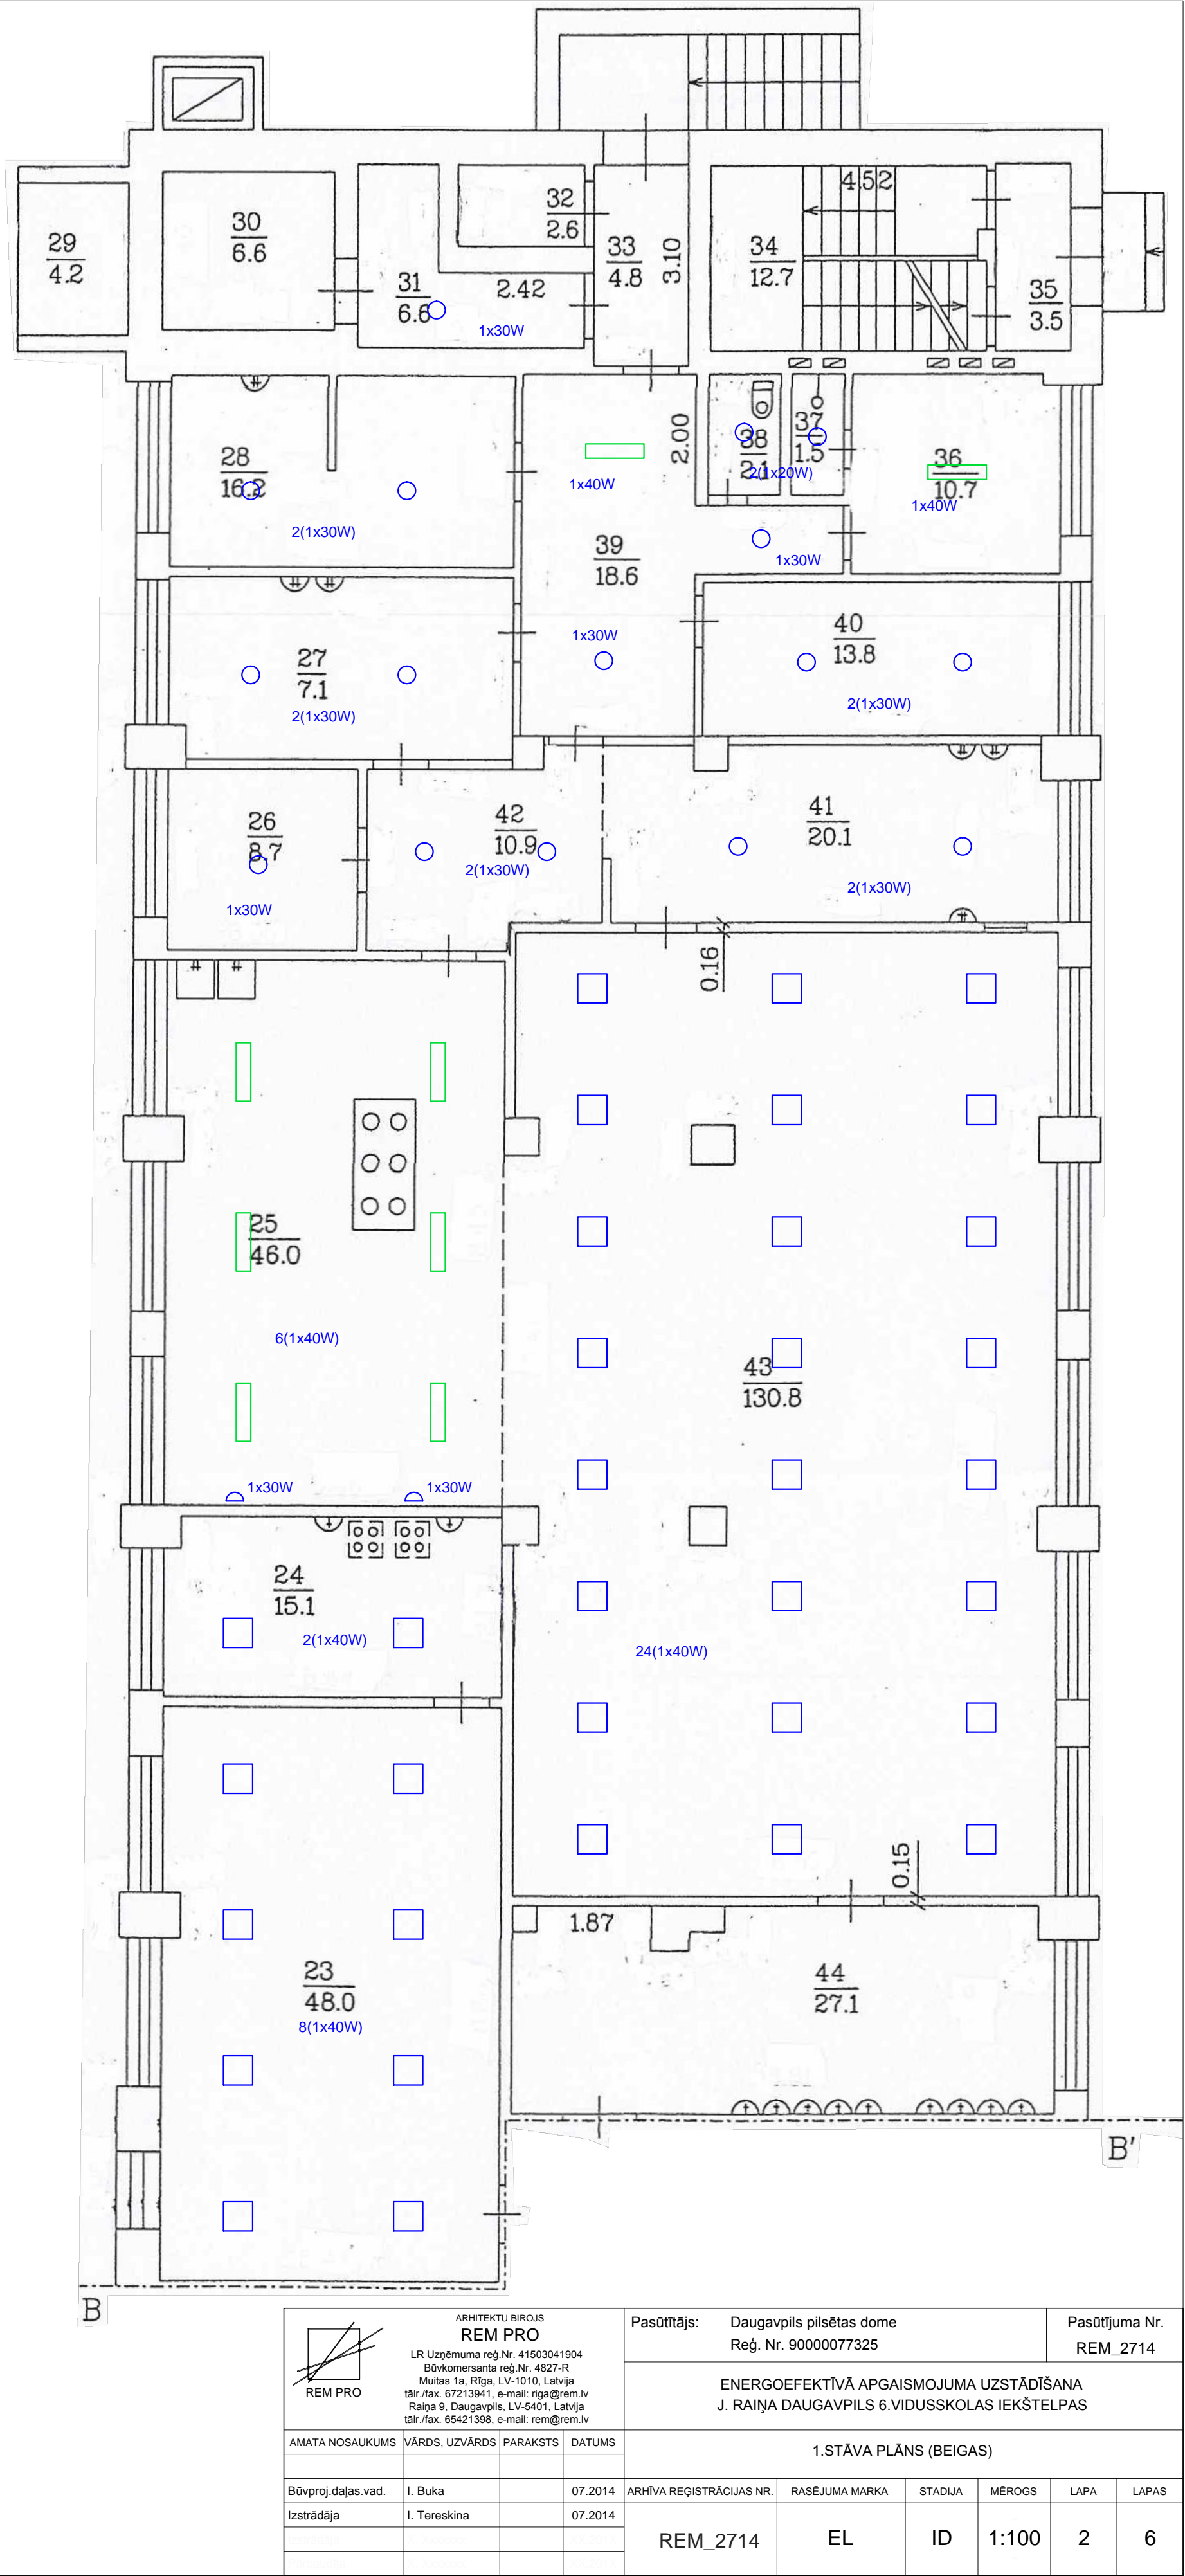 4.52
32
2.6
30
6.6
33
4.8
3.10
34
12.7
29
4.2
31
6.6
2.42
35
3.5
1x30W
2.00
38
2.1
37
1.5
2(1x20W)
28
16.2
1x40W
36
10.7
1x40W
2(1x30W)
39
18.6
1x30W
1x30W
40
13.8
27
7.1
2(1x30W)
2(1x30W)
26
8.7
42
10.9
41
20.1
2(1x30W)
2(1x30W)
1x30W
0.16
25
46.0
6(1x40W)
43
130.8
1x30W
1x30W
24
15.1
2(1x40W)
24(1x40W)
0.15
1.87
23
48.0
8(1x40W)
44
27.1
B'
B
REM PRO
ARHITEKTU BIROJS
REM PRO
LR Uzņēmuma reģ.Nr. 41503041904
Būvkomersanta reģ.Nr. 4827-R
Muitas 1a, Rīga, LV-1010, Latvija
tālr./fax. 67213941, e-mail: riga@rem.lv
Raiņa 9, Daugavpils, LV-5401, Latvija
tālr./fax. 65421398, e-mail: rem@rem.lv
Pasūtītājs: Daugavpils pilsētas dome
Reģ. Nr. 90000077325
Pasūtījuma Nr.
REM_2714
ENERGOEFEKTĪVĀ APGAISMOJUMA UZSTĀDĪŠANA
J. RAIŅA DAUGAVPILS 6.VIDUSSKOLAS IEKŠTELPAS
AMATA NOSAUKUMS VĀRDS, UZVĀRDS PARAKSTS DATUMS
1.STĀVA PLĀNS (BEIGAS)
Būvproj.daļas.vad. I. Buka 07.2014
Izstrādāja I. Tereskina 07.2014
ARHĪVA REĢISTRĀCIJAS NR. RASĒJUMA MARKA STADIJA MĒROGS LAPA LAPAS
REM_2714 EL ID 1:100 2 6